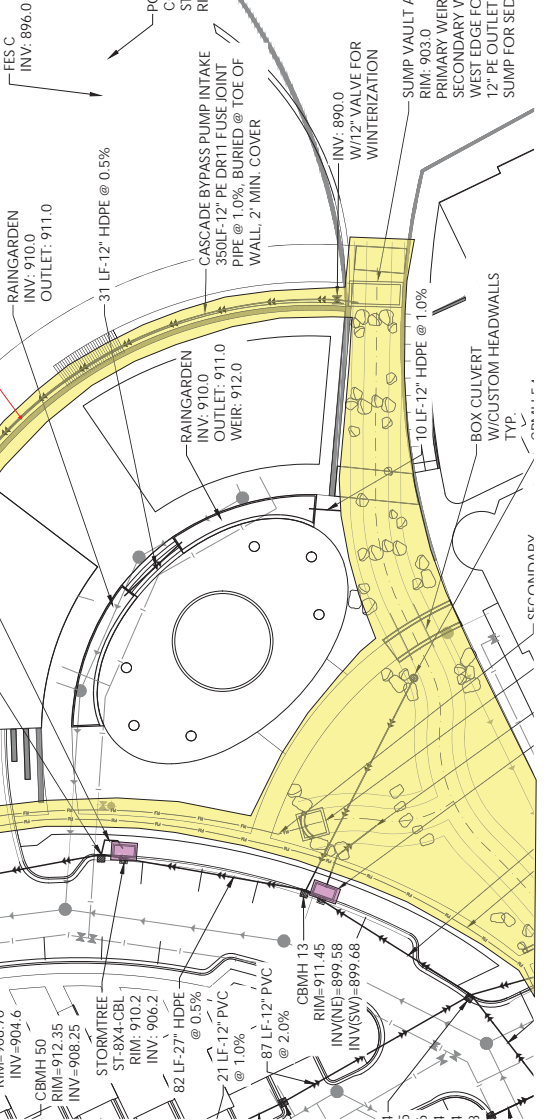 FES C
INV: 896.0
RAINGARDEN
INV: 910.0
OUTLET: 911.0
31 LF-12" HDPE @ 0.5%
CASCADE BYPASS PUMP INTAKE
350LF-12" PE DR11 FUSE JOINT
PIPE @ 1.0%, BURIED @ TOE OF
WALL, 2' MIN. COVER
INV: 890.0
W/12" VALVE FOR
WINTERIZATION
SUMP VAULT
RIM: 903.0
PRIMARY WEIR
SECONDARY
WEST EDGE
12" PE OUTLET
SUMP FOR
RAINGARDEN
INV: 910.0
OUTLET: 911.0
WEIR: 912.0
10 LF-12" HDPE @ 1.0%
BOX CULVERT
W/CUSTOM HEADWALLS
TYP.
SECONDARY
INV=904.6
CBMH 50
RIM=912.35
INV=908.25
STORMTREE
ST-8X4-CBL
RIM: 910.2
INV: 906.2
82 LF-27" HDPE
@ 0.5%
21 LF-12" PVC
@ 1.0%
87 LF-12" PVC
@ 2.0%
CBMH 13
RIM=911.45
INV(NE)=899.58
INV(SW)=899.68